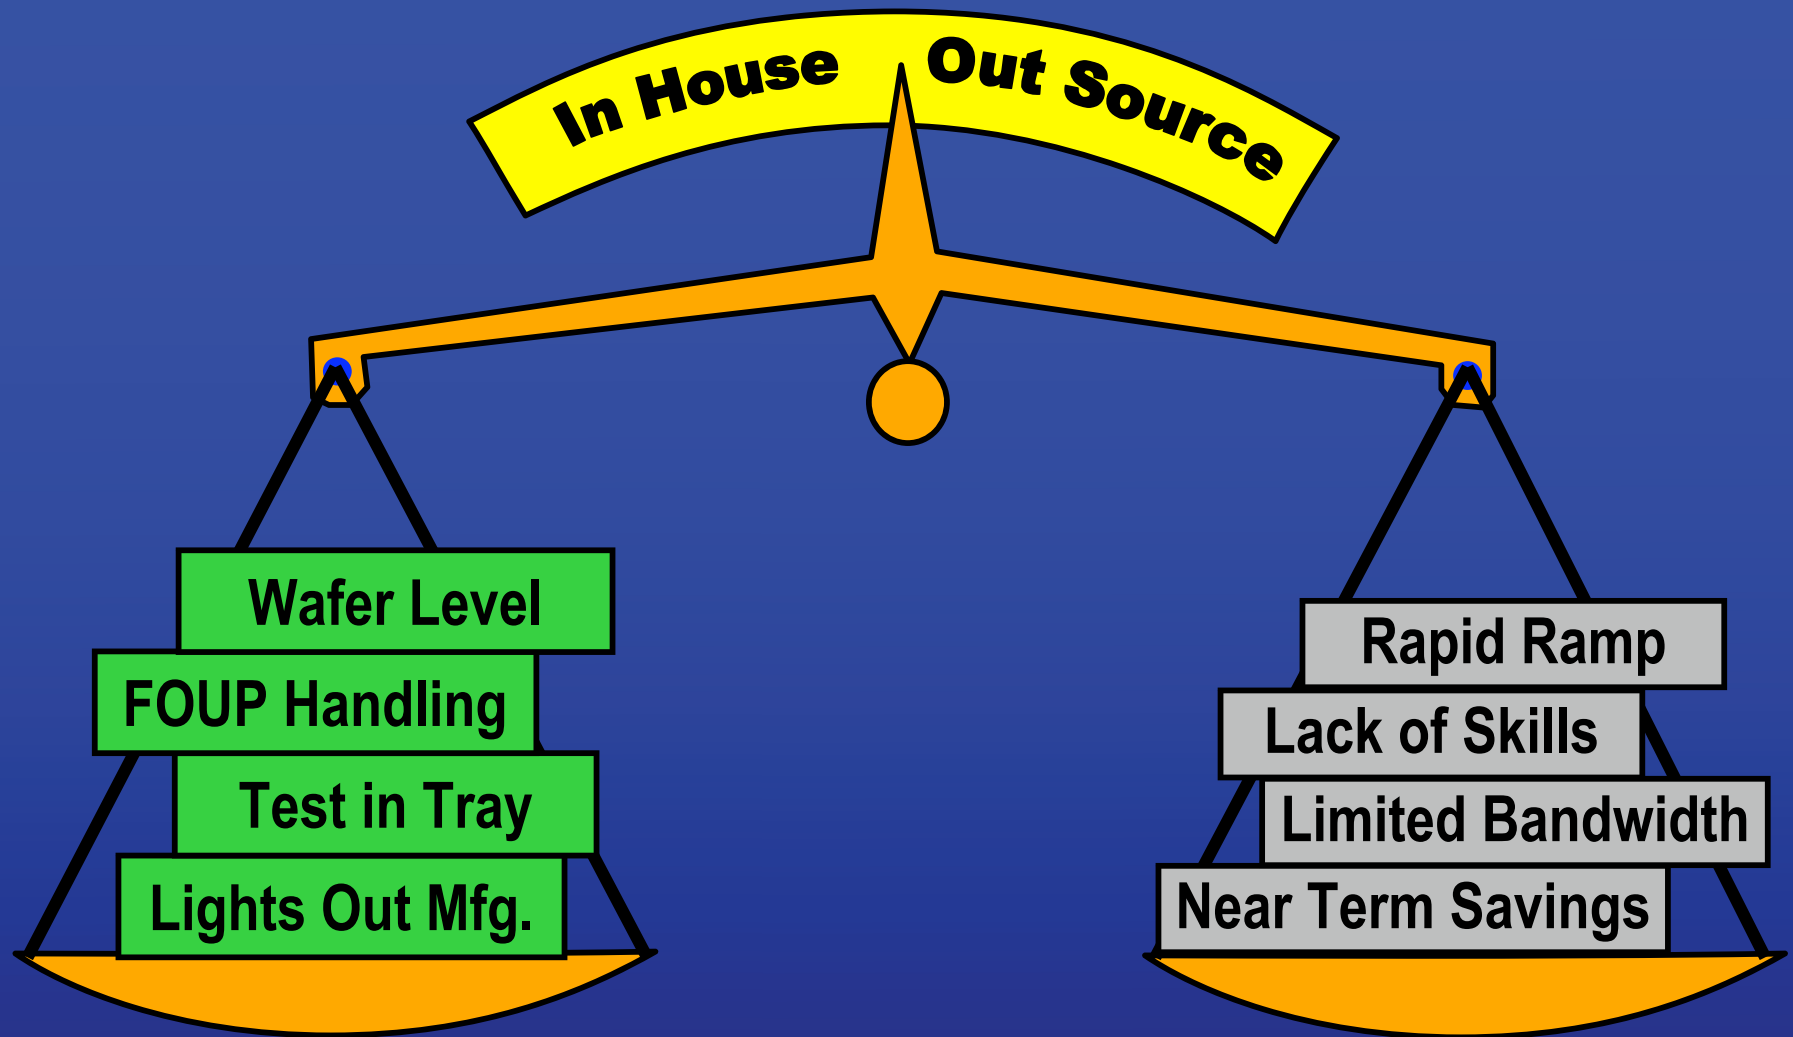 In House
Out Source
Wafer Level
FOUP Handling
Test in Tray
Lights Out Mfg.
Rapid Ramp
Lack of Skills
Limited Bandwidth
Near Term Savings